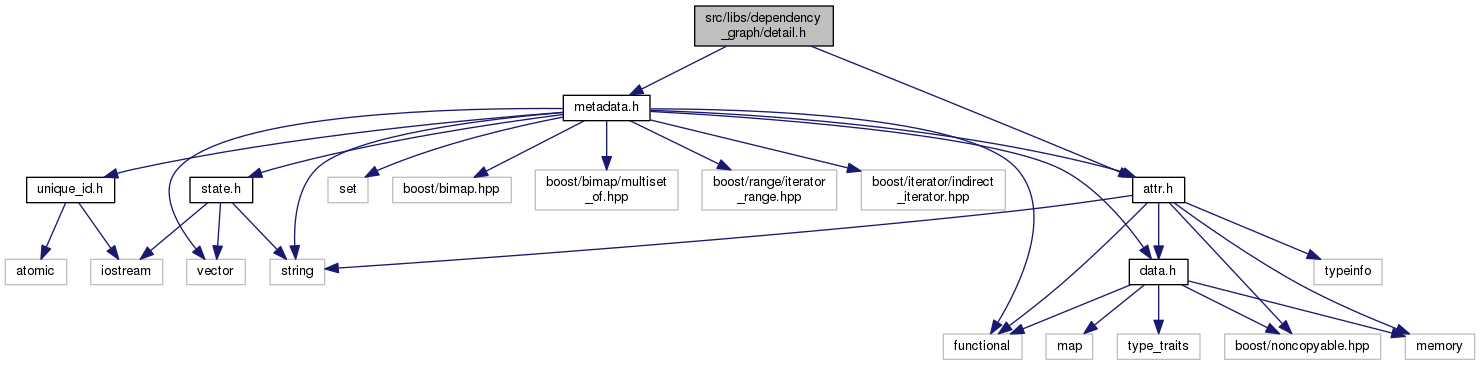 src/libs/dependency
_graph/detail.h
metadata.h
unique_id.h
state.h
set
boost/bimap.hpp
boost/bimap/multiset
_of.hpp
boost/range/iterator
_range.hpp
boost/iterator/indirect
_iterator.hpp
attr.h
atomic
iostream
vector
string
data.h
typeinfo
functional
map
type_traits
boost/noncopyable.hpp
memory